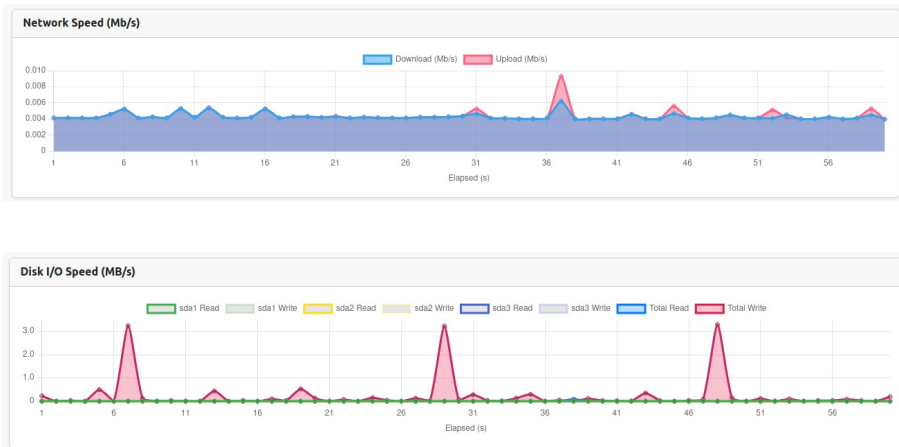 Network Speed (Mb/s)
Download (Mb/s) Upload (Mb/s)
0.010
0.008
0.006
0.004
0.002
0
1 6 11 16 21 26 31 36 41 46 51 56
Elapsed (s)
Disk I/O Speed (MB/s)
sda1 Read sda1 Write sda2 Read sda2 Write sda3 Read sda3 Write Total Read Total Write
3.0
2.0
1.0
0
1 6 11 16 21 26 31 36 41 46 51 56
Elapsed (s)